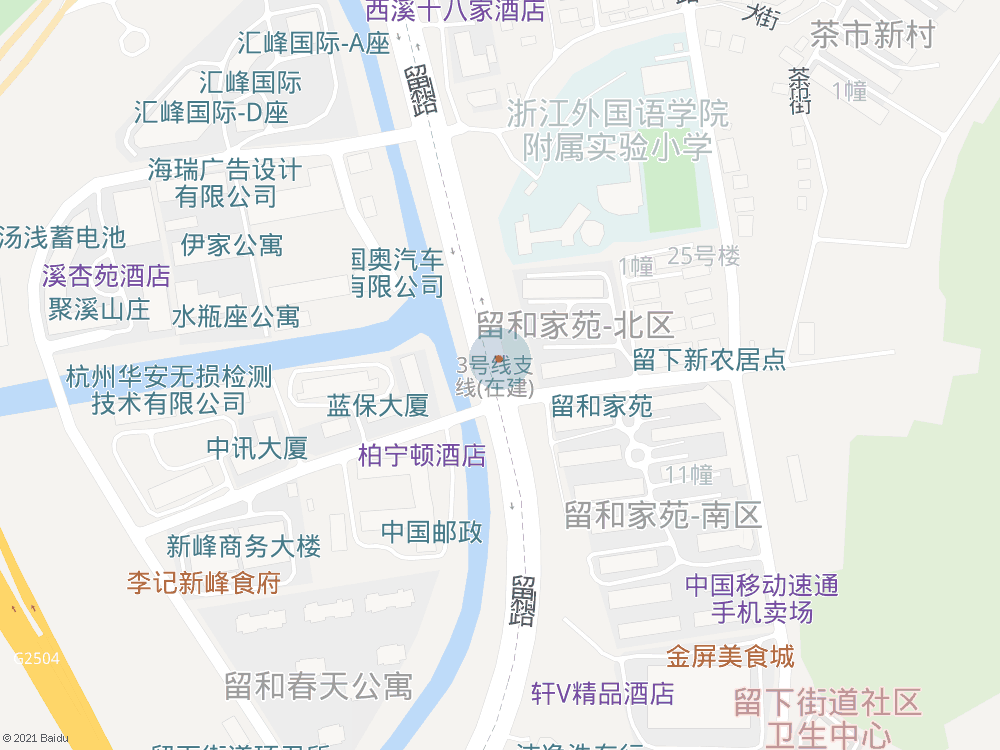 西溪十八家酒店
大街
汇峰国际-A座
留和路
茶市新村
汇峰国际
茶市街
1幢
汇峰国际-D座
浙江外国语学院
附属实验小学
海瑞广告设计
有限公司
汤浅蓄电池
伊家公寓
国奥汽车
有限公司
25号楼
1幢
溪杏苑酒店
聚溪山庄
水瓶座公寓
留和家苑-北区
3号线支
线(在建)
留下新农居点
杭州华安无损检测
技术有限公司
蓝保大厦
留和家苑
中讯大厦
柏宁顿酒店
11幢
留和家苑-南区
中国邮政
新峰商务大楼
李记新峰食府
留和路
中国移动速通
手机卖场
G2504
金屏美食城
留和春天公寓
轩V精品酒店
留下街道社区
卫生中心
© 2021 Baidu